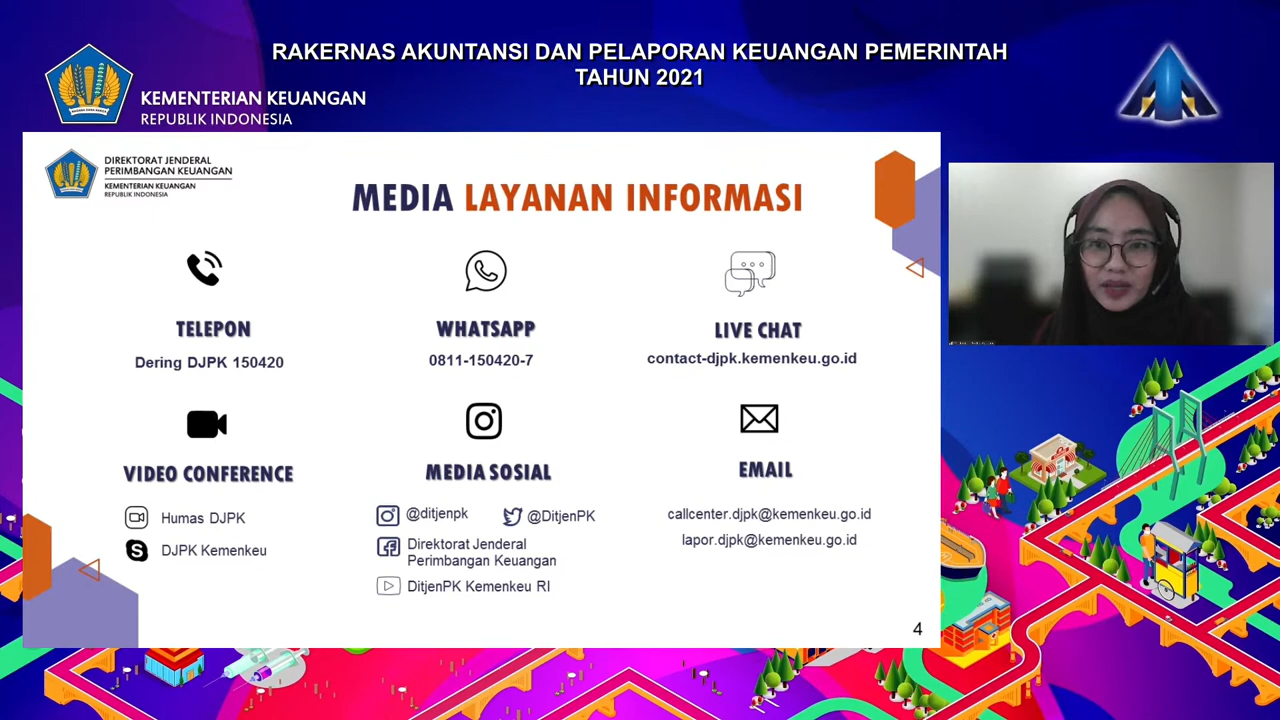 RAKERNAS AKUNTANSI DAN PELAPORAN KEUANGAN PEMERINTAH
TAHUN 2021
KEMENTERIAN KEUANGAN
REPUBLIK INDONESIA
DIREKTORAT JENDERAL
PERIMBANGAN KEUANGAN
KEMENTERIAN KEUANGAN
REPUBLIK INDONESIA
MEDIA LAYANAN INFORMASI
TELEPON
Dering DJPK 150420
WHATSAPP
0811-150420-7
LIVE CHAT
contact-djpk.kemenkeu.go.id
VIDEO CONFERENCE
Humas DJPK
DJPK Kemenkeu
MEDIA SOSIAL
@ditjenpk
@DitjenPK
Direktorat Jenderal
Perimbangan Keuangan
DitjenPK Kemenkeu RI
EMAIL
callcenter.djpk@kemenkeu.go.id
lapor.djpk@kemenkeu.go.id
4